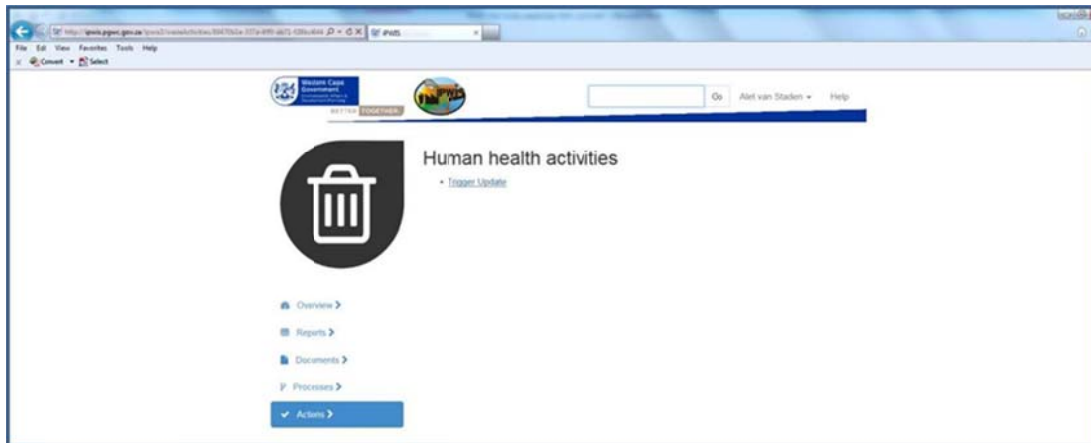 iPWIS
File Edit View Favorites Tools Help
x Convert Select
Western Cape
Government
BETTER TOGETHER.
IPWIS
Go Alet van Staden Help
Human health activities
• Trigger Update
Overview
Reports
Documents
Processes
Actions